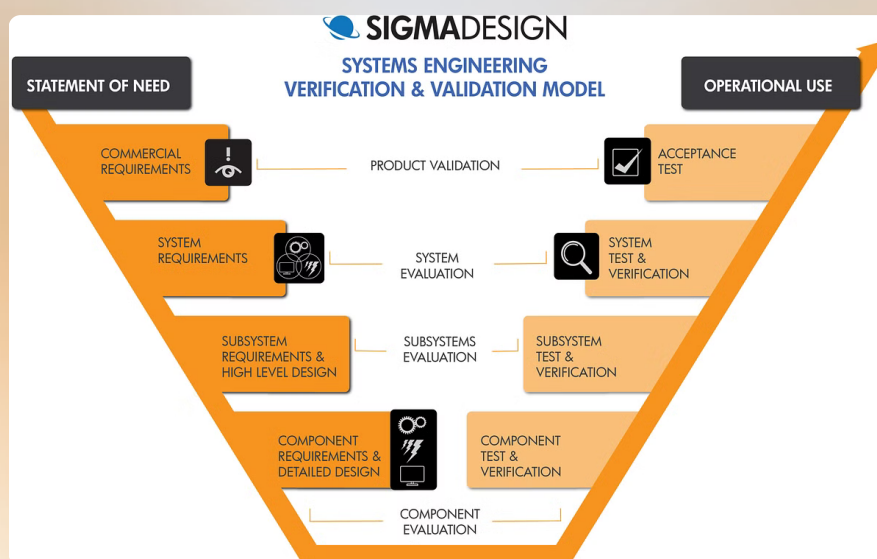 SIGMADESIGN
SYSTEMS ENGINEERING
VERIFICATION & VALIDATION MODEL
STATEMENT OF NEED
OPERATIONAL USE
COMMERCIAL
REQUIREMENTS
PRODUCT VALIDATION
ACCEPTANCE
TEST
SYSTEM
REQUIREMENTS
SYSTEM
EVALUATION
SYSTEM
TEST &
VERIFICATION
SUBSYSTEM
REQUIREMENTS &
HIGH LEVEL DESIGN
SUBSYSTEMS
EVALUATION
SUBSYSTEM
TEST &
VERIFICATION
COMPONENT
REQUIREMENTS &
DETAILED DESIGN
COMPONENT
TEST &
VERIFICATION
COMPONENT
EVALUATION